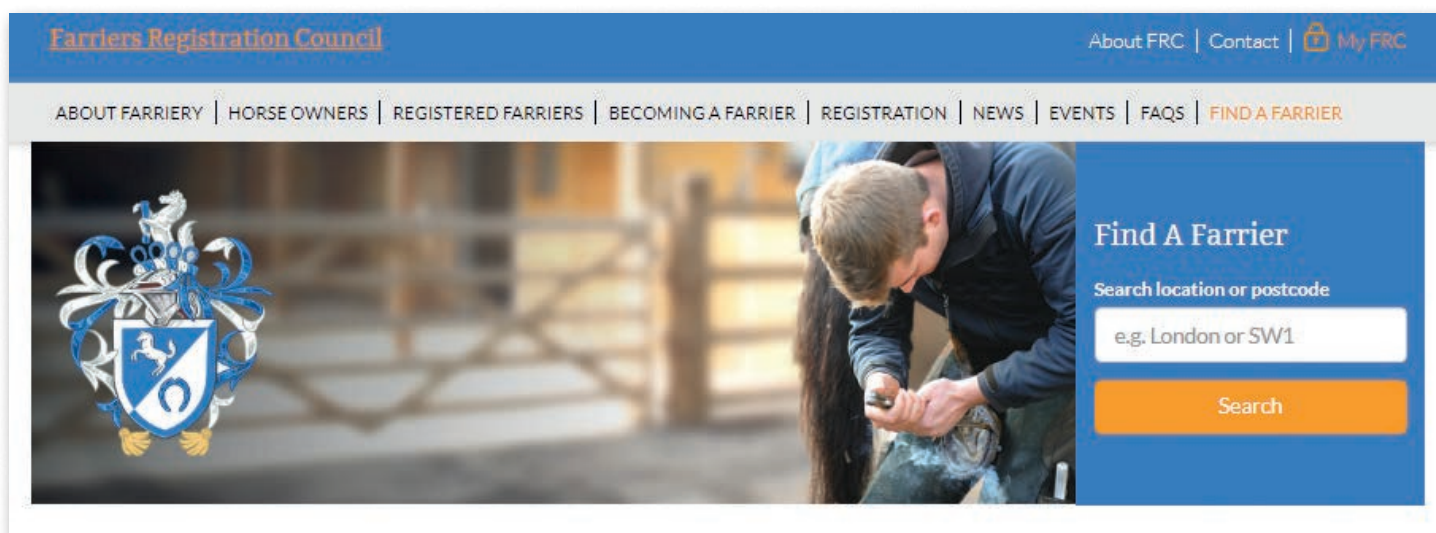 Farriers Registration Council
About FRC | Contact | My FRC
ABOUT FARRIERY | HORSE OWNERS | REGISTERED FARRIERS | BECOMING A FARRIER | REGISTRATION | NEWS | EVENTS | FAQS | FIND A FARRIER
Find A Farrier
Search location or postcode
e.g. London or SW1
Search